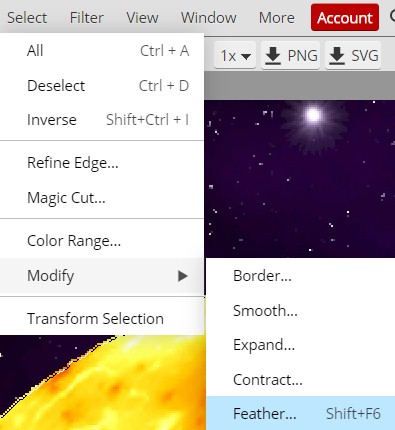 Select Filter View Window More Account
All Ctrl + A
Deselect Ctrl + D
Inverse Shift+Ctrl + I
1x PNG SVG
Refine Edge...
Magic Cut...
Color Range...
Modify
Transform Selection
Border...
Smooth...
Expand...
Contract...
Feather... Shift+F6